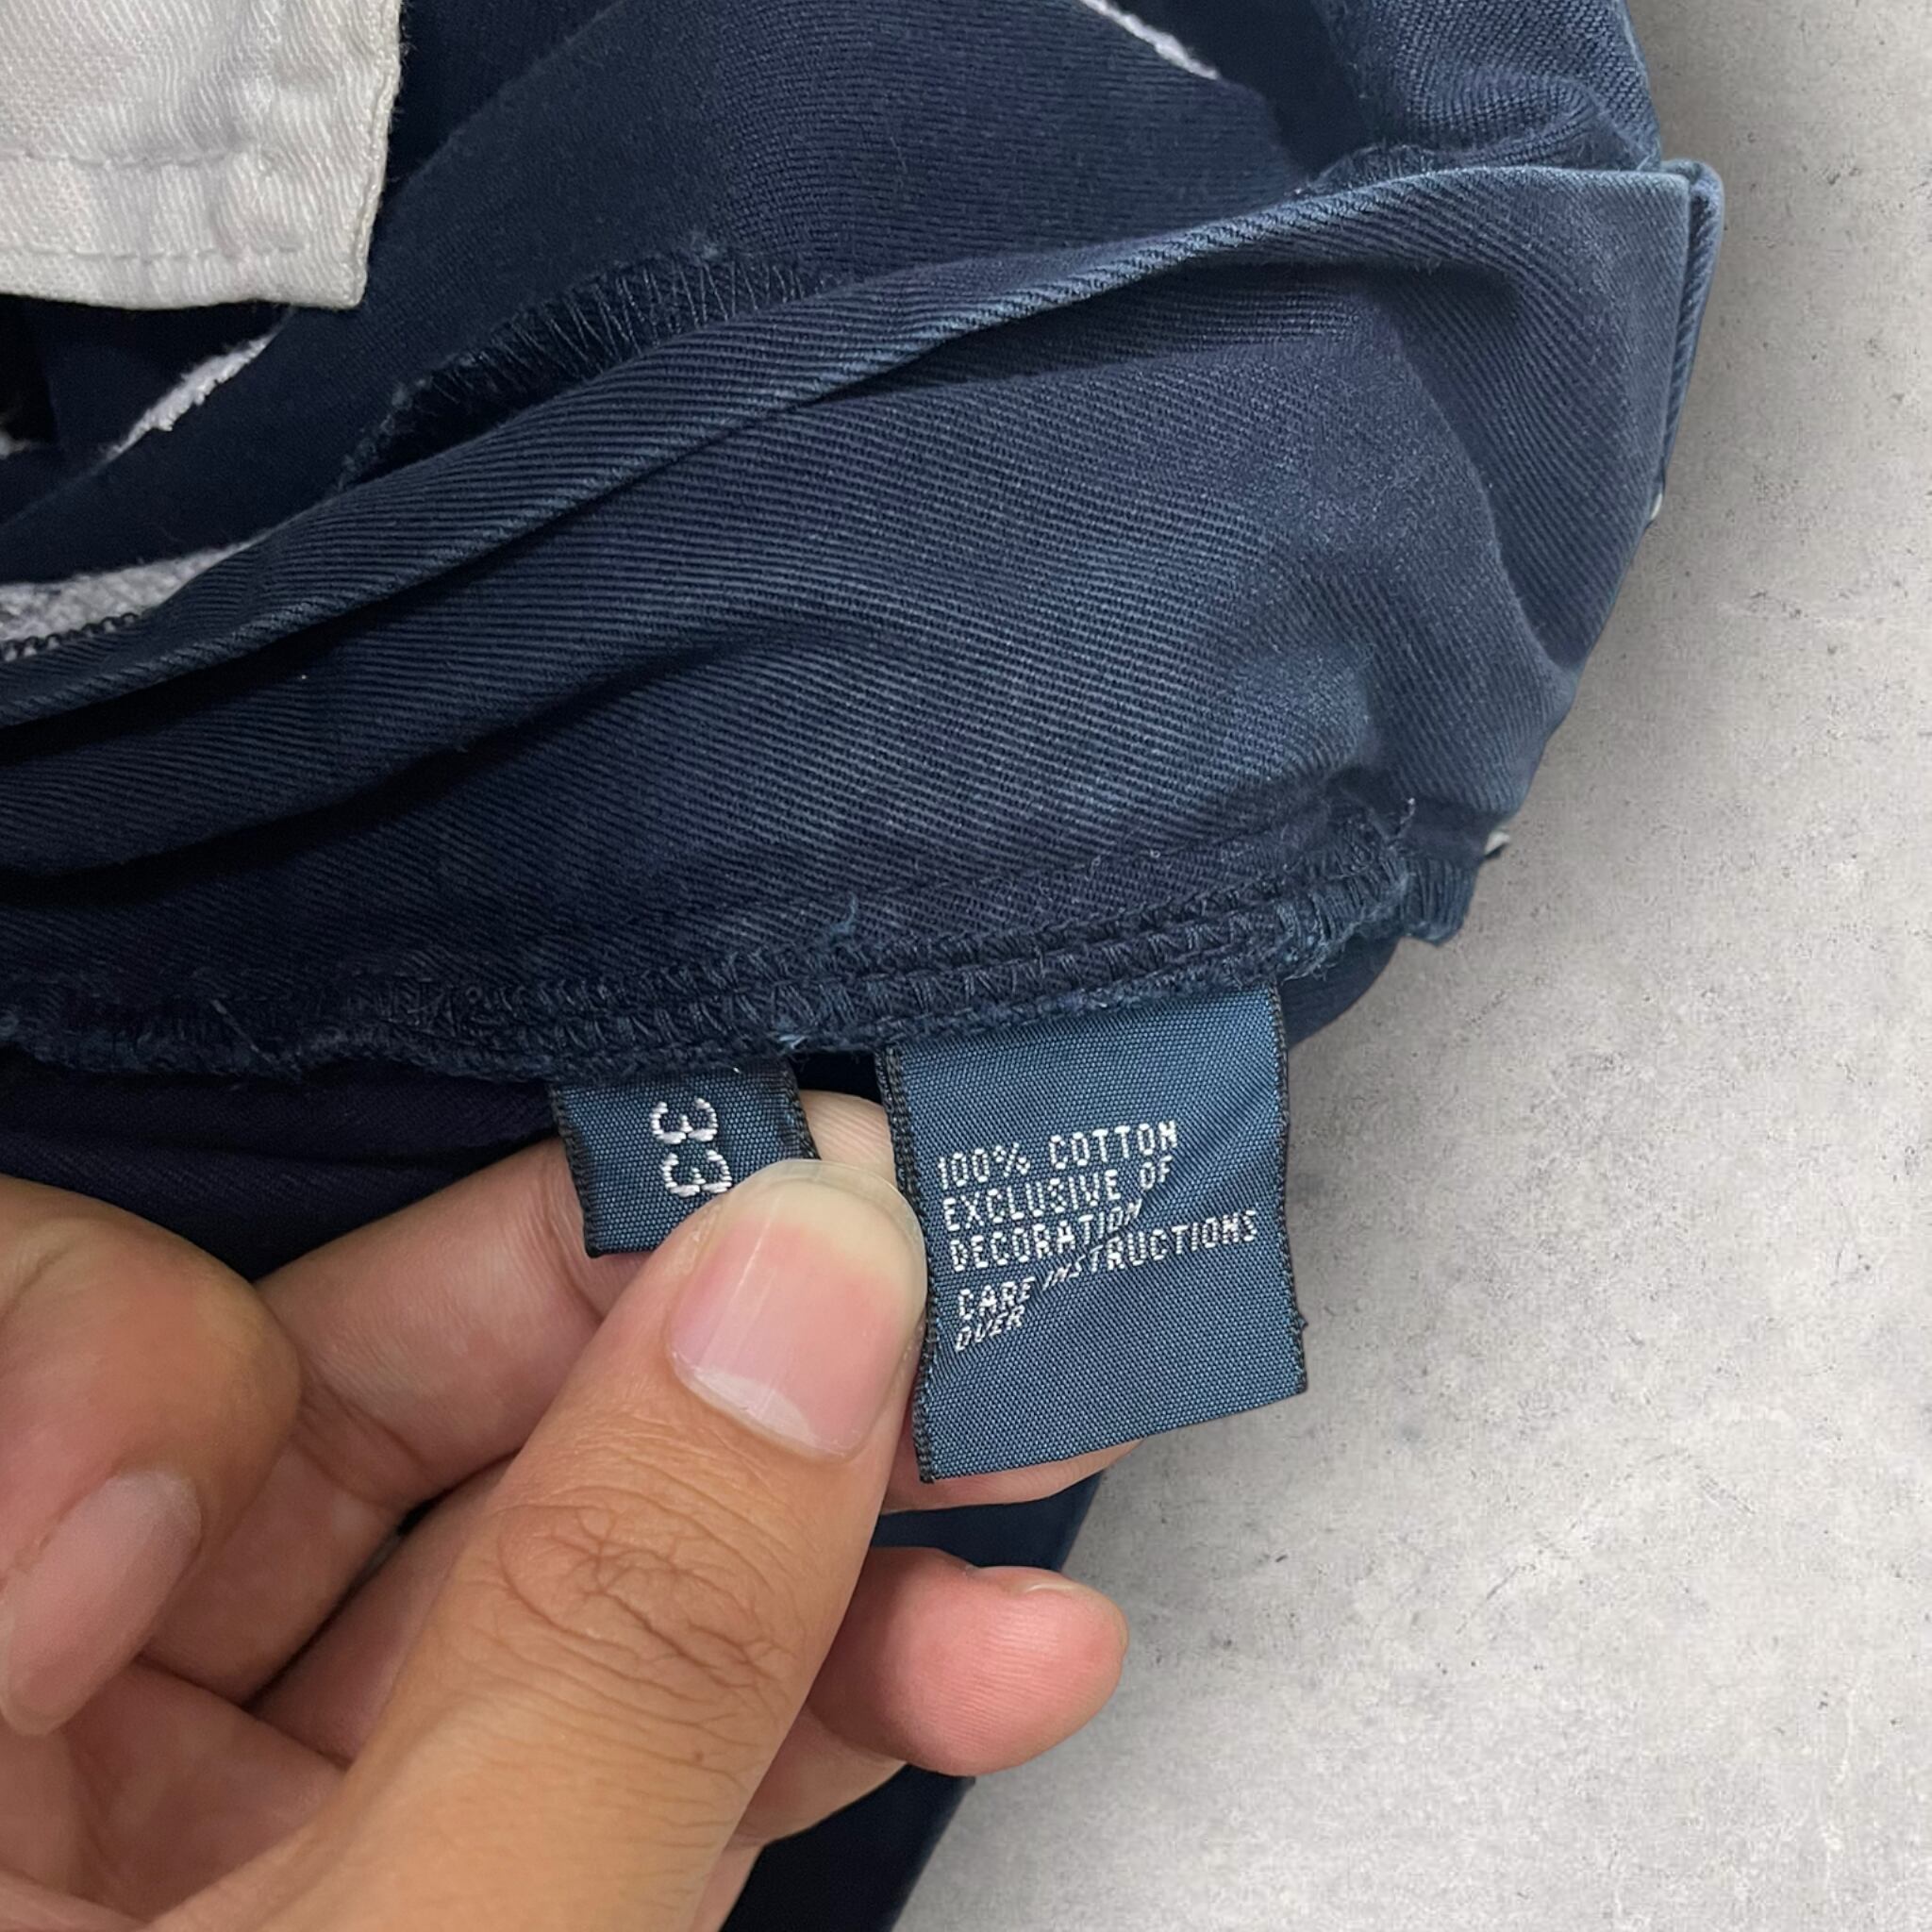 33
100% COTTON
EXCLUSIVE OF
DECORATION
CARE INSTRUCTIONS
OVER